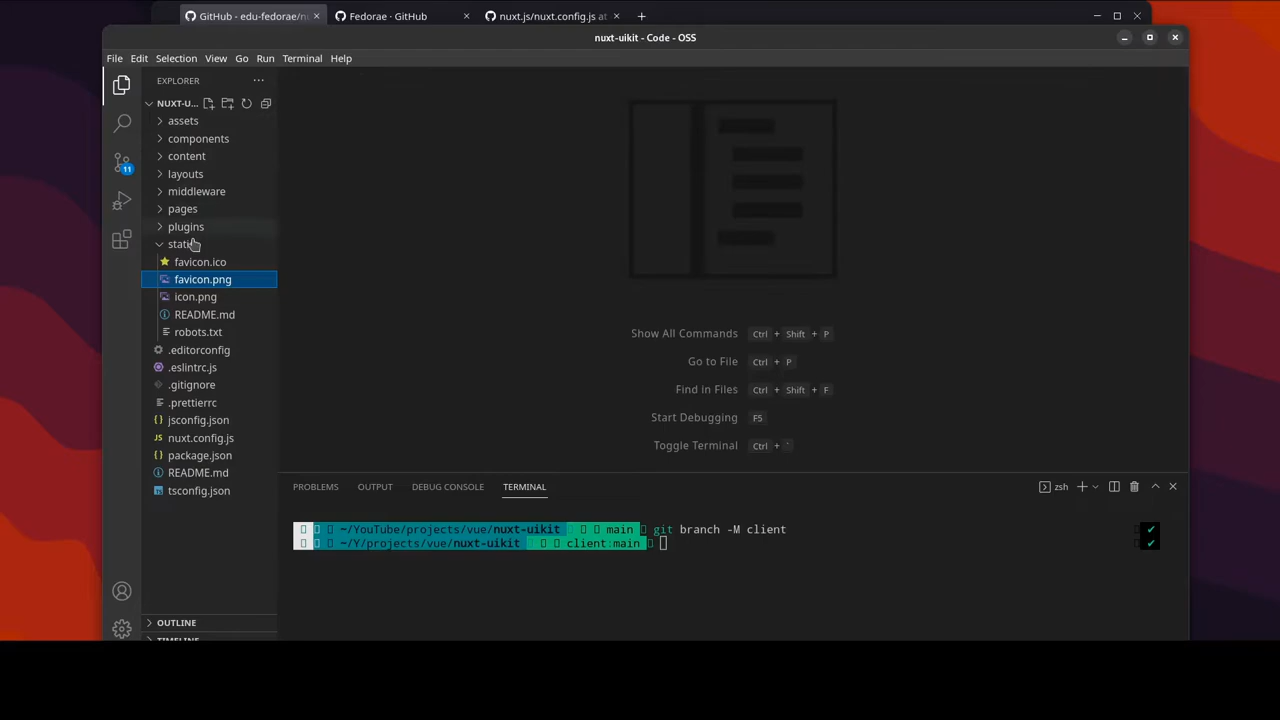 GitHub - edu-fedorae/n
Fedorae · GitHub
nuxt.js/nuxt.config.js at
nuxt-uikit - Code - OSS
File Edit Selection View Go Run Terminal Help
EXPLORER
NUXT-U...
assets
components
content
layouts
middleware
pages
plugins
stati
favicon.ico
favicon.png
icon.png
README.md
robots.txt
.editorconfig
.eslintrc.js
.gitignore
.prettierrc
jsconfig.json
nuxt.config.js
package.json
README.md
tsconfig.json
OUTLINE
TIMELINE
11
Show All Commands Ctrl + Shift + P
Go to File Ctrl + P
Find in Files Ctrl + Shift + F
Start Debugging F5
Toggle Terminal Ctrl + `
PROBLEMS OUTPUT DEBUG CONSOLE TERMINAL
zsh
~/YouTube/projects/vue/nuxt-uikit main git branch -M client
~/Y/projects/vue/nuxt-uikit client:main